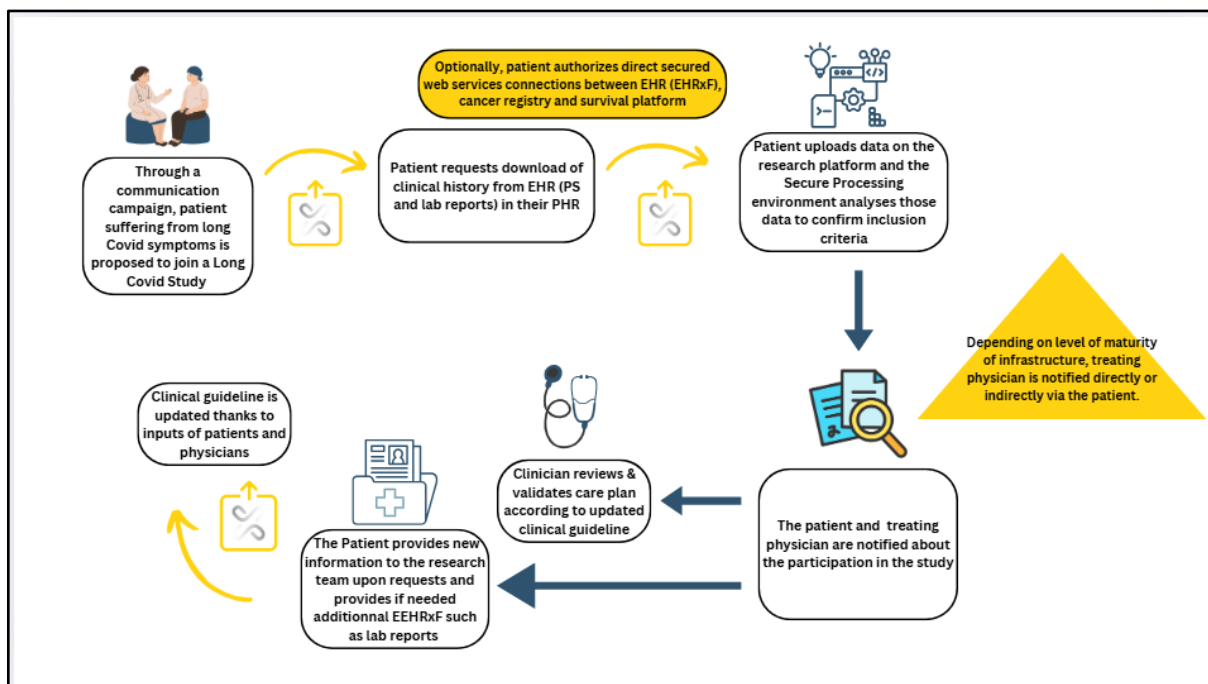 Optionally, patient authorizes direct secured
web services connections between EHR (EHRxF),
cancer registry and survival platform
Through a
communication
campaign, patient
suffering from long
Covid symptoms is
proposed to join a Long
Covid Study
Patient requests download of
clinical history from EHR (PS
and lab reports) in their PHR
Patient uploads data on the
research platform and the
Secure Processing
environment analyses those
data to confirm inclusion
criteria
Depending on level of maturity
of infrastructure, treating
physician is notified directly or
indirectly via the patient.
The patient and treating
physician are notified about
the participation in the study
Clinician reviews &
validates care plan
according to updated
clinical guideline
The Patient provides new
information to the research
team upon requests and
provides if needed
additionnal EEHRxF such
as lab reports
Clinical guideline is
updated thanks to
inputs of patients and
physicians